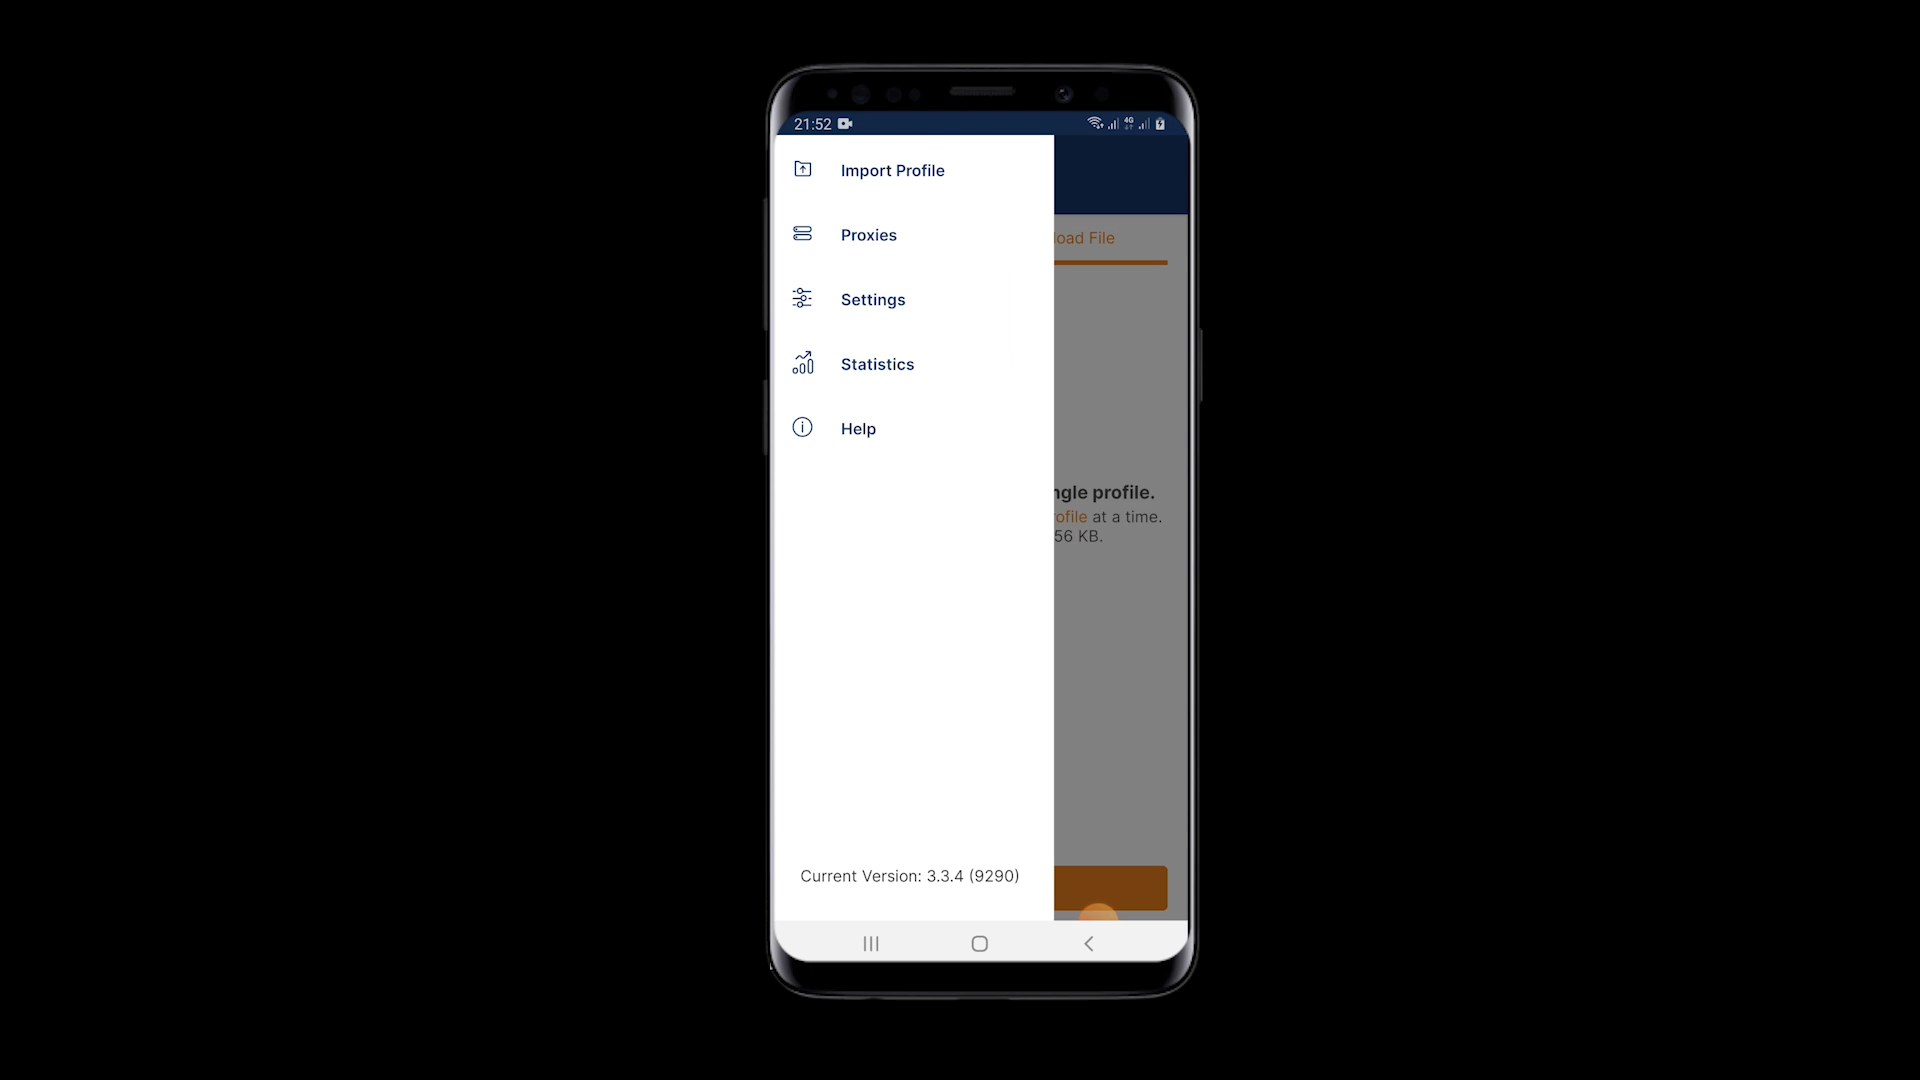 21:52
4G
Import Profile
Proxies
load File
Settings
Statistics
Help
ngle profile.
ofile at a time.
56 KB.
Current Version: 3.3.4 (9290)